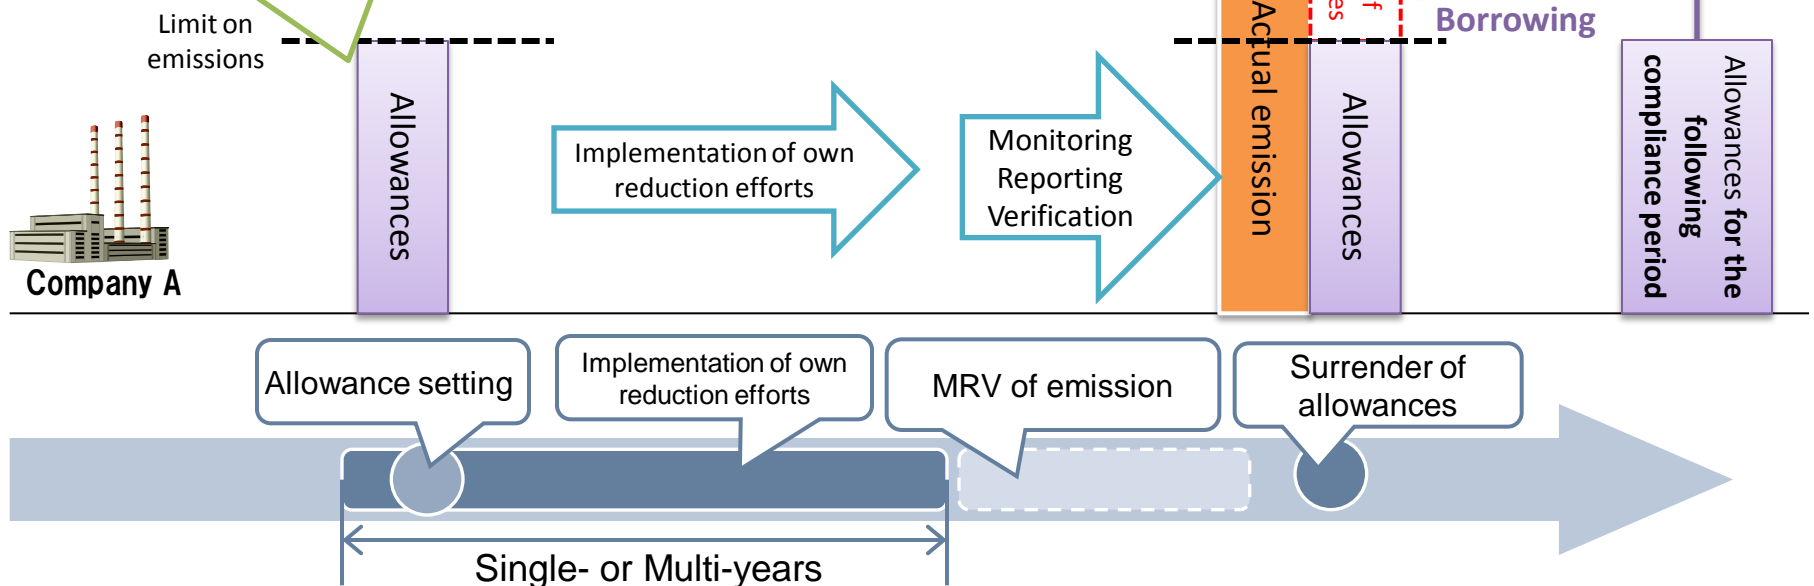 Limit on
emissions
Allowances
Implementation of own
reduction efforts
Monitoring
Reporting
Verification
Actual emission
Allowances
Borrowing
Allowances for the
following
compliance period
Company A
Allowance setting
Implementation of own
reduction efforts
MRV of emission
Surrender of
allowances
Single- or Multi-years